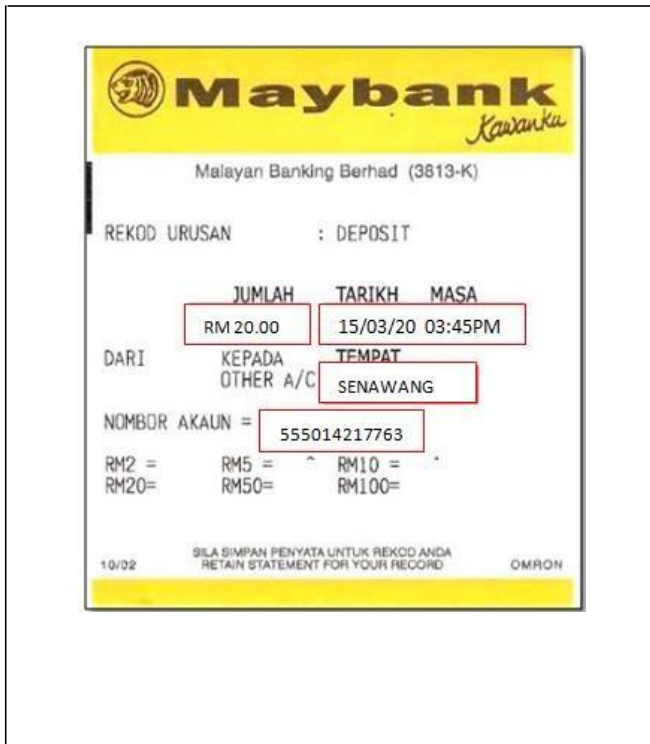 Maybank
Kawanku
Malayan Banking Berhad (3813-K)
REKOD URUSAN : DEPOSIT
JUMLAH TARIKH MASA
RM 20.00 15/03/20 03:45PM
DARI KEPADA TEMPAT
OTHER A/C SENAWANG
NOMBOR AKAUN = 555014217763
RM2 = RM5 = ^ RM10 =
RM20= RM50= RM100=
SILA SIMPAN PENYATA UNTUK REKOD ANDA
10/02 RETAIN STATEMENT FOR YOUR RECORD OMRON